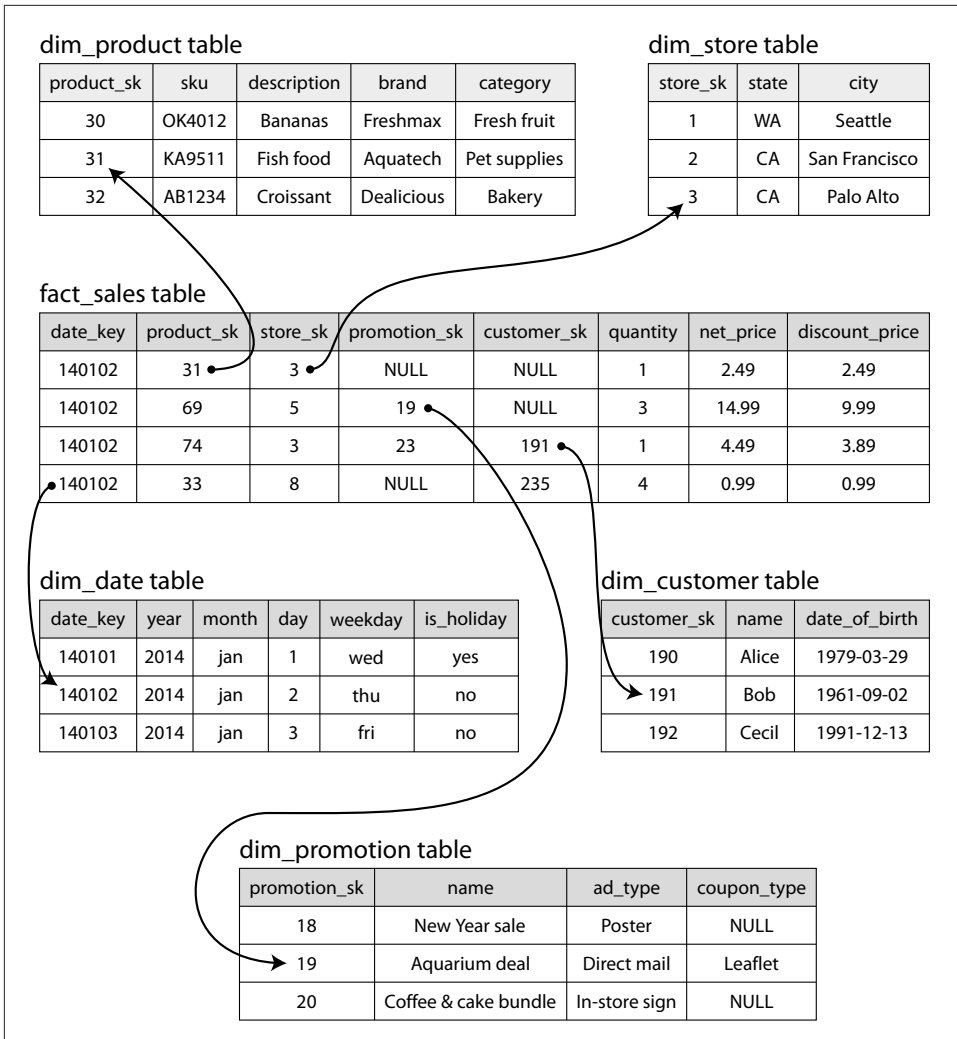 dim_product table
product_sk sku description brand category
30 OK4012 Bananas Freshmax Fresh fruit
31 KA9511 Fish food Aquatech Pet supplies
32 AB1234 Croissant Dealicious Bakery
dim_store table
store_sk state city
1 WA Seattle
2 CA San Francisco
3 CA Palo Alto
fact_sales table
date_key product_sk store_sk promotion_sk customer_sk quantity net_price discount_price
140102 31 3 NULL NULL 1 2.49 2.49
140102 69 5 19 NULL 3 14.99 9.99
140102 74 3 23 191 1 4.49 3.89
140102 33 8 NULL 235 4 0.99 0.99
dim_date table
date_key year month day weekday is_holiday
140101 2014 jan 1 wed yes
140102 2014 jan 2 thu no
140103 2014 jan 3 fri no
dim_customer table
customer_sk name date_of_birth
190 Alice 1979-03-29
191 Bob 1961-09-02
192 Cecil 1991-12-13
dim_promotion table
promotion_sk name ad_type coupon_type
18 New Year sale Poster NULL
19 Aquarium deal Direct mail Leaflet
20 Coffee & cake bundle In-store sign NULL